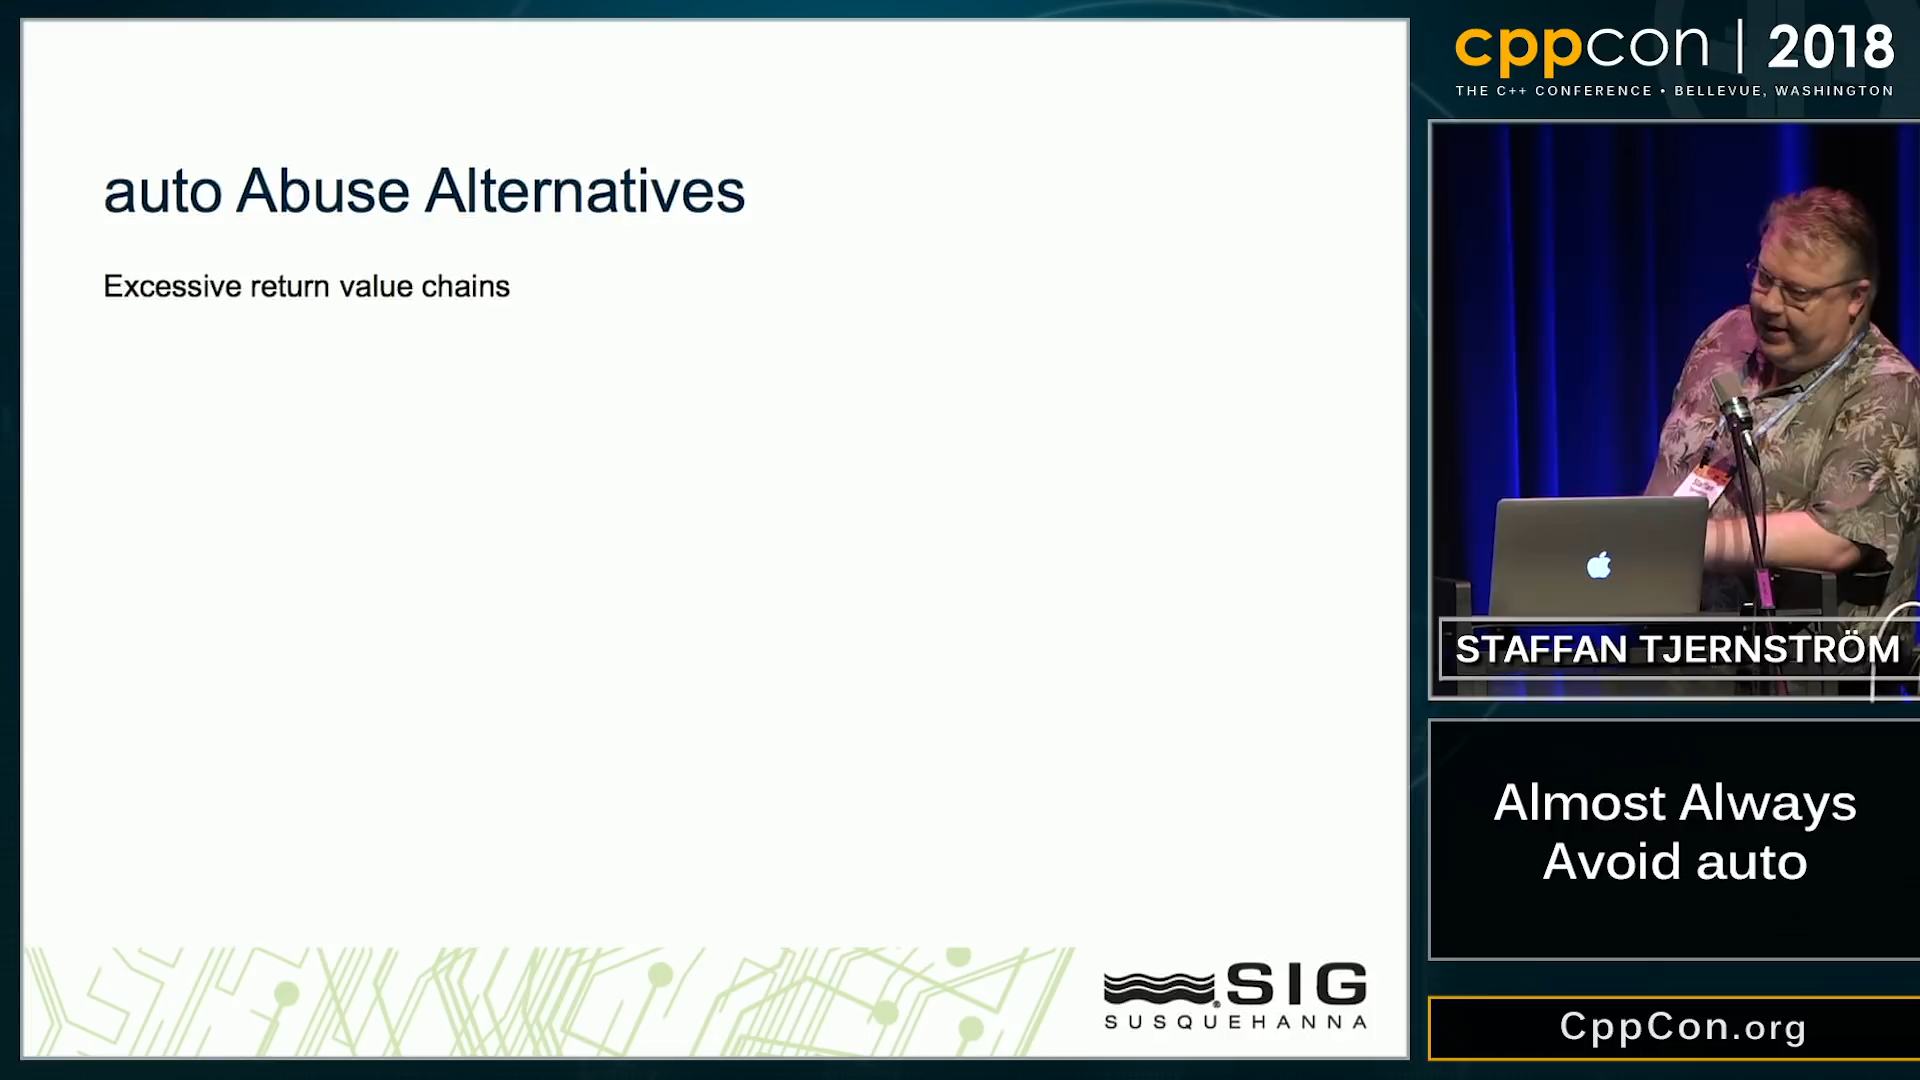 auto Abuse Alternatives
Excessive return value chains
SIG
SUSQUEHANNA
cppcon | 2018
THE C++ CONFERENCE • BELLEVUE, WASHINGTON
Staffan
STAFFAN TJERNSTRÖM
Almost Always
Avoid auto
CppCon.org